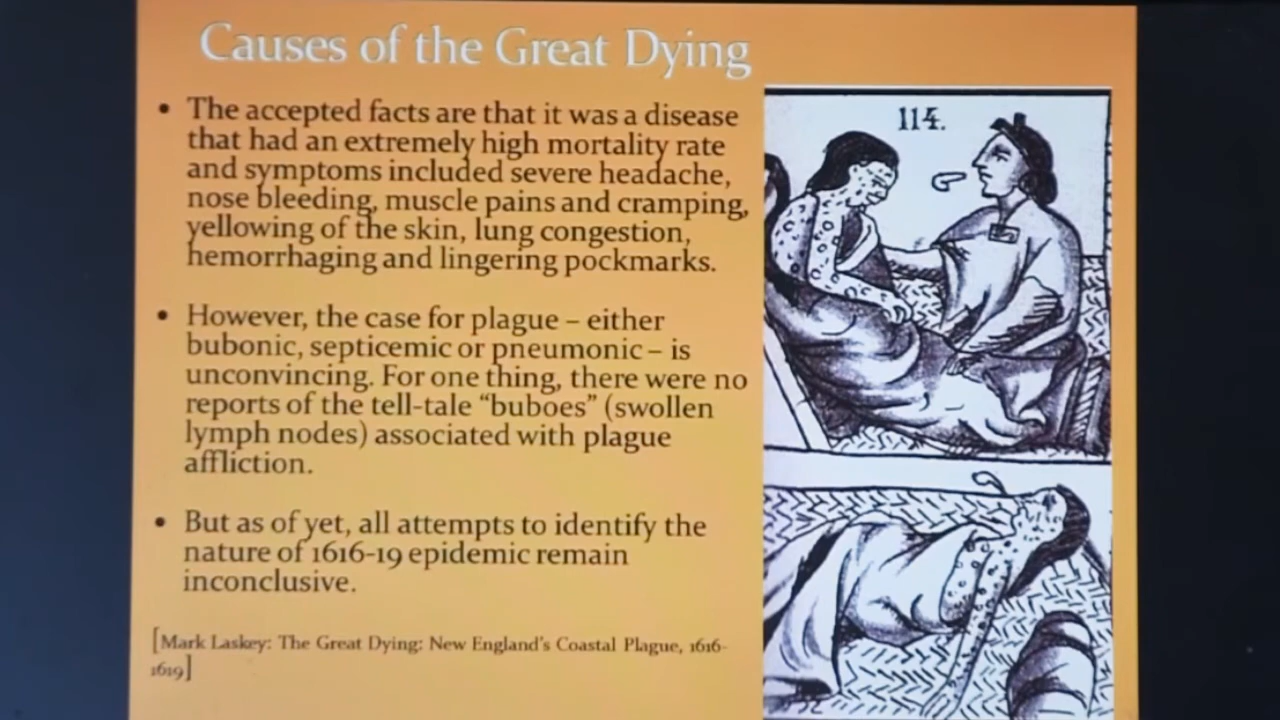 Causes of the Great Dying
• The accepted facts are that it was a disease
that had an extremely high mortality rate
and symptoms included severe headache,
nose bleeding, muscle pains and cramping,
yellowing of the skin, lung congestion,
hemorrhaging and lingering pockmarks.
• However, the case for plague – either
bubonic, septicemic or pneumonic – is
unconvincing. For one thing, there were no
reports of the tell-tale “buboes” (swollen
lymph nodes) associated with plague
affliction.
• But as of yet, all attempts to identify the
nature of 1616-19 epidemic remain
inconclusive.
[Mark Laskey: The Great Dying: New England’s Coastal Plague, 1616-
1619]
114.